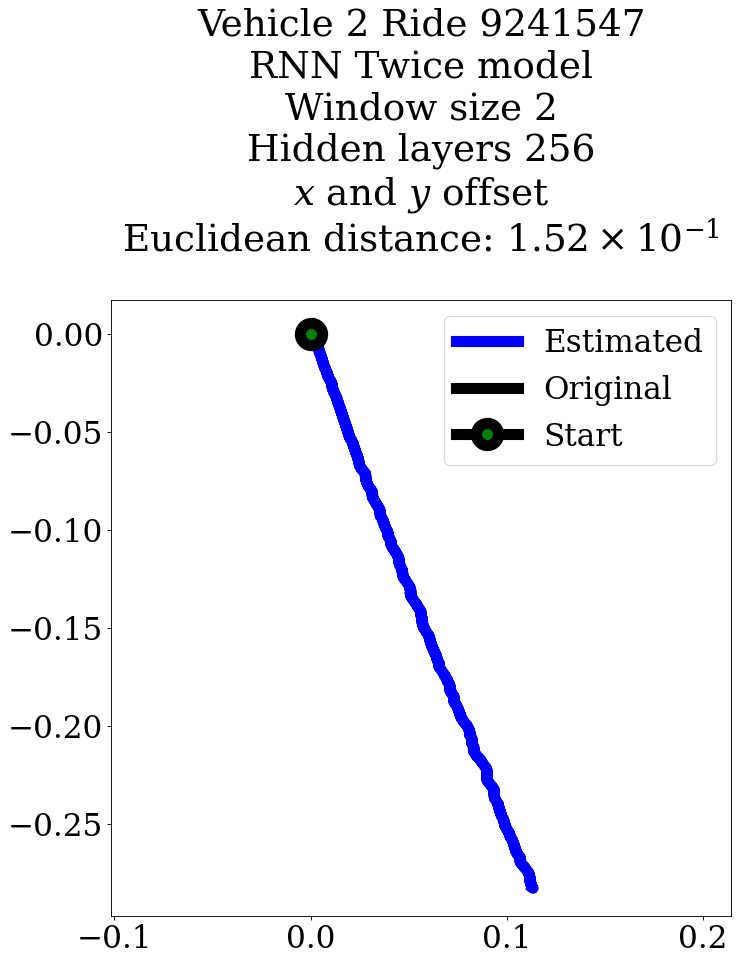 Vehicle 2 Ride 9241547
RNN Twice model
Window size 2
Hidden layers 256
x and y offset
Euclidean distance: 1.52 × 10⁻¹
Estimated
Original
Start
0.00
−0.05
−0.10
−0.15
−0.20
−0.25
−0.1
0.0
0.1
0.2